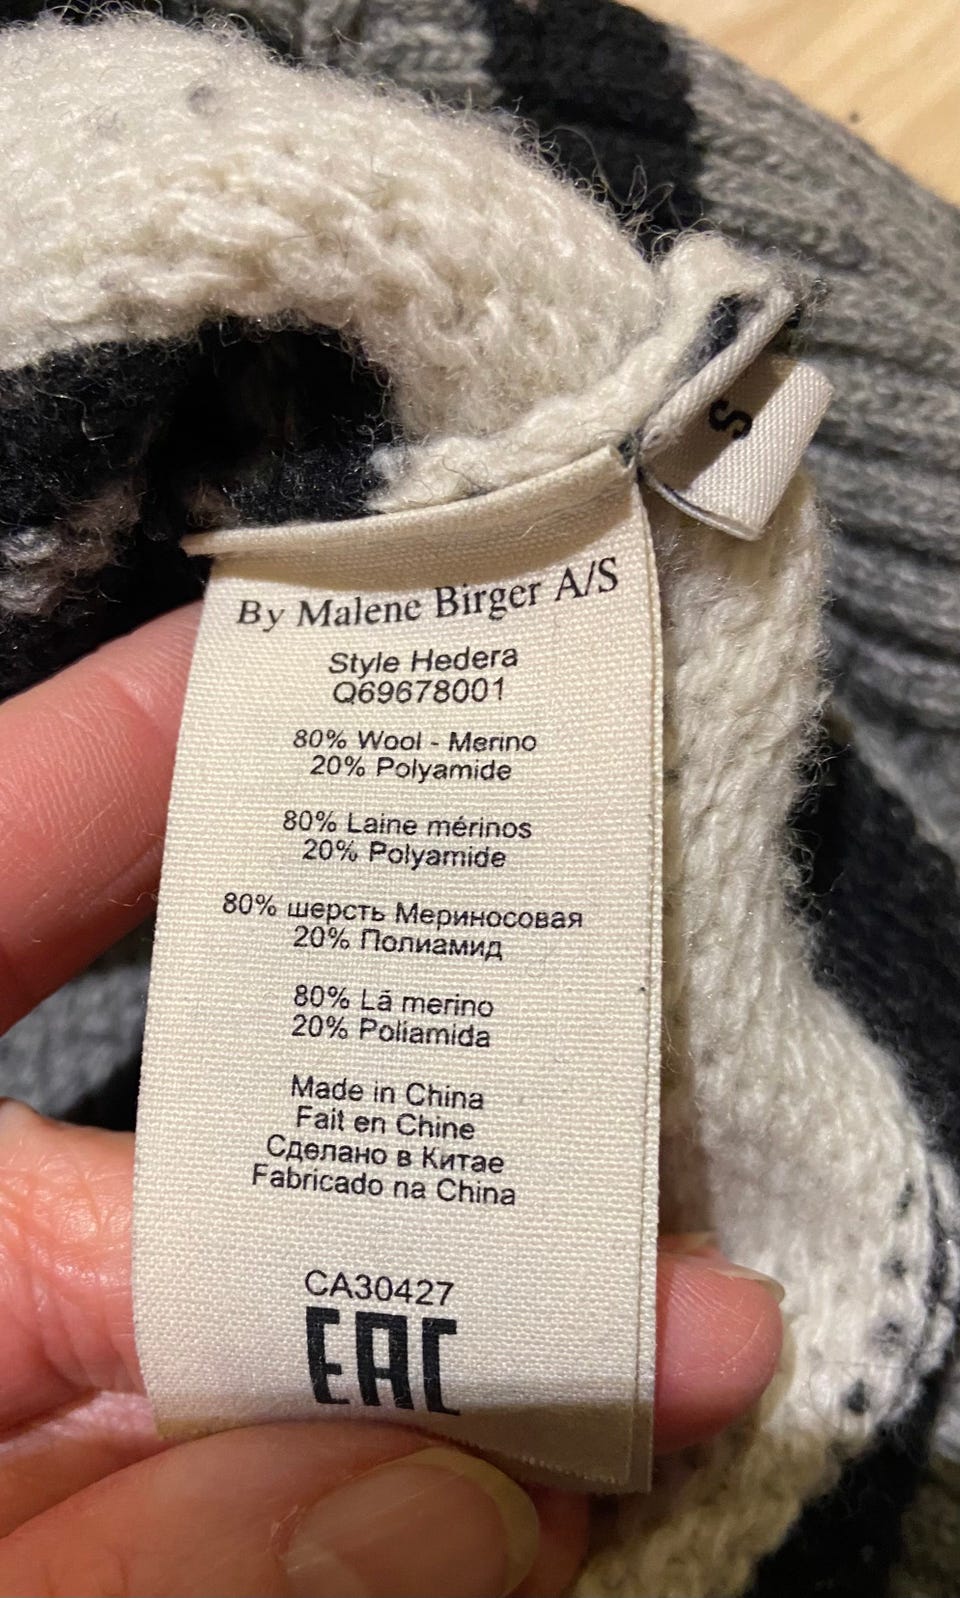 S
By Malene Birger A/S
Style Hedera
Q69678001
80% Wool - Merino
20% Polyamide
80% Laine mérinos
20% Polyamide
80% шерсть Мериносовая
20% Полиамид
80% Lã merino
20% Poliamida
Made in China
Fait en Chine
Сделано в Китае
Fabricado na China
CA30427
EAC